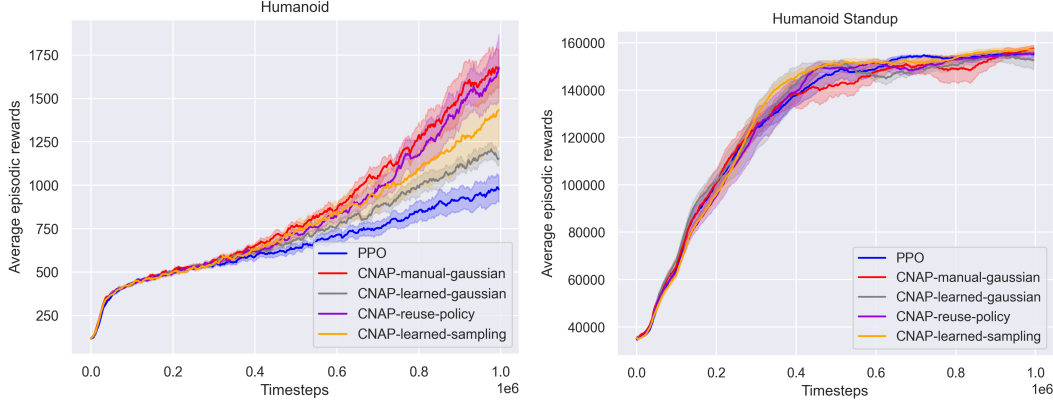 Humanoid
Average episodic rewards
1750
1500
1250
1000
750
500
250
0.0
0.2
0.4
0.6
0.8
1.0
1e6
Timesteps
PPO
CNAP-manual-gaussian
CNAP-learned-gaussian
CNAP-reuse-policy
CNAP-learned-sampling
Humanoid Standup
Average episodic rewards
160000
140000
120000
100000
80000
60000
40000
0.0
0.2
0.4
0.6
0.8
1.0
1e6
Timesteps
PPO
CNAP-manual-gaussian
CNAP-learned-gaussian
CNAP-reuse-policy
CNAP-learned-sampling